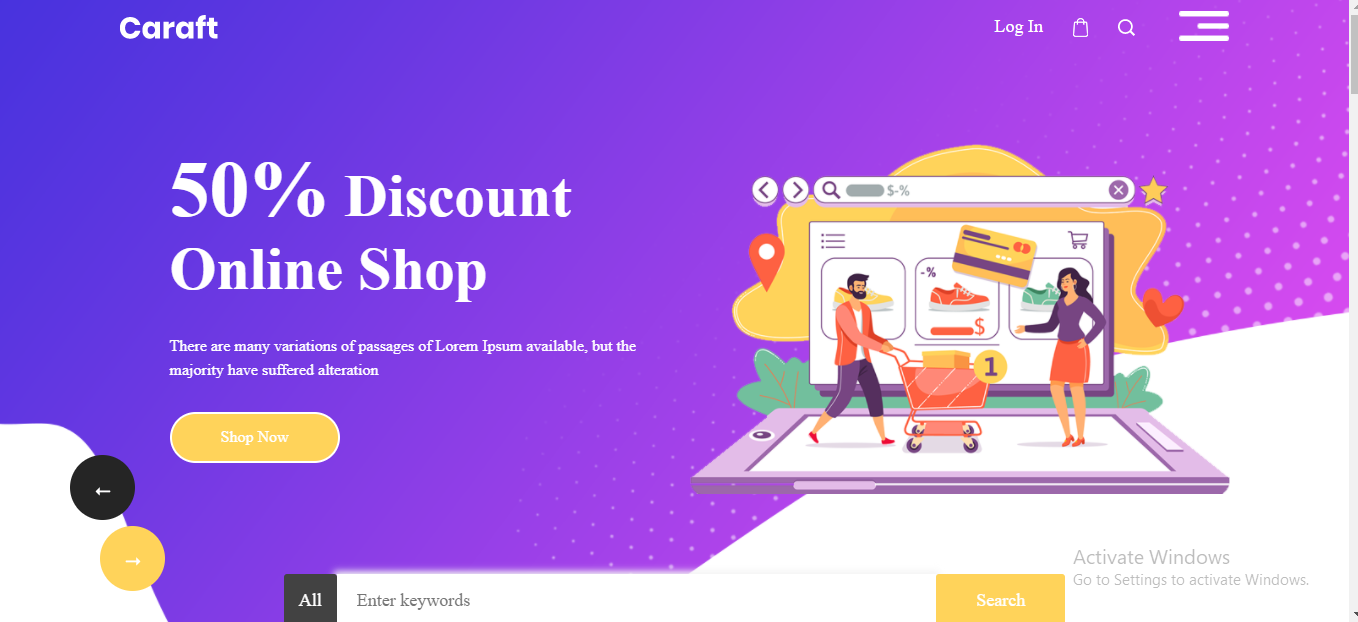 Caraft
Log In
$-%
50% Discount
Online Shop
-%
$
1
There are many variations of passages of Lorem Ipsum available, but the
majority have suffered alteration
Shop Now
←
→
Activate Windows
Go to Settings to activate Windows.
All
Enter keywords
Search